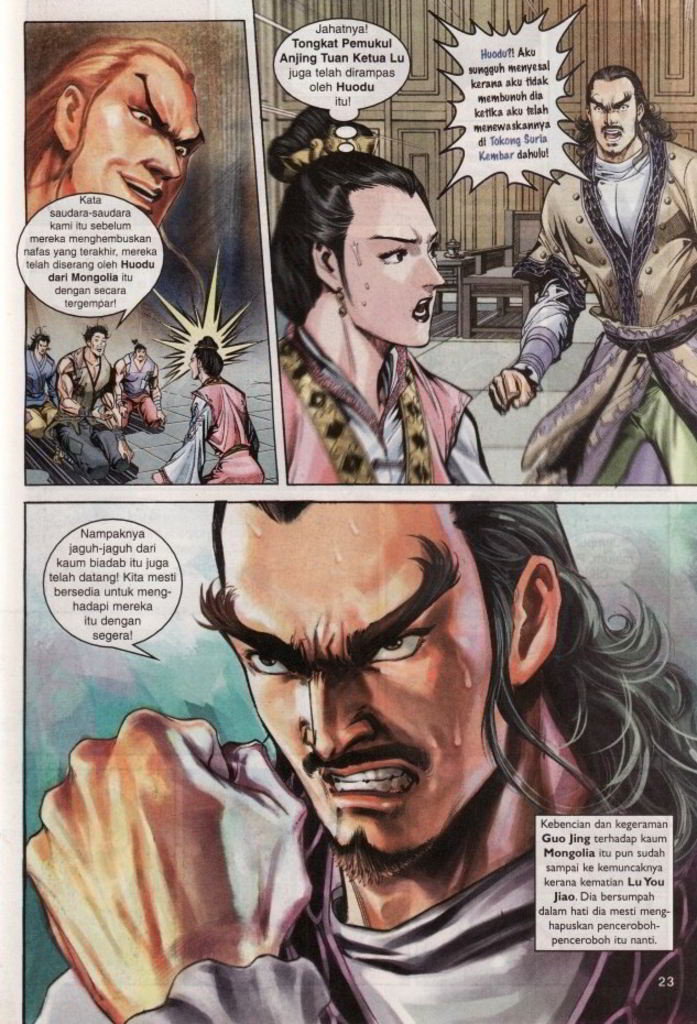 Kata
saudara-saudara
kami itu sebelum
mereka menghembuskan
nafas yang terakhir, mereka
telah diserang oleh Huodu
dari Mongolia itu
dengan secara
tergempar!
Jahatnya!
Tongkat Pemukul
Anjing Tuan Ketua Lu
juga telah dirampas
oleh Huodu
itu!
Huodu?! Aku
sungguh menyesal
kerana aku tidak
membunuh dia
ketika aku telah
menewaskannya
di Tokong Suria
Kembar dahulu!
Nampaknya
jaguh-jaguh dari
kaum biadab itu juga
telah datang! Kita mesti
bersedia untuk meng-
hadapi mereka
itu dengan
segera!
Kebencian dan kegeraman
Guo Jing terhadap kaum
Mongolia itu pun sudah
sampai ke kemuncaknya
kerana kematian Lu You
Jiao. Dia bersumpah
dalam hati dia mesti meng-
hapuskan penceroboh-
penceroboh itu nanti.
23